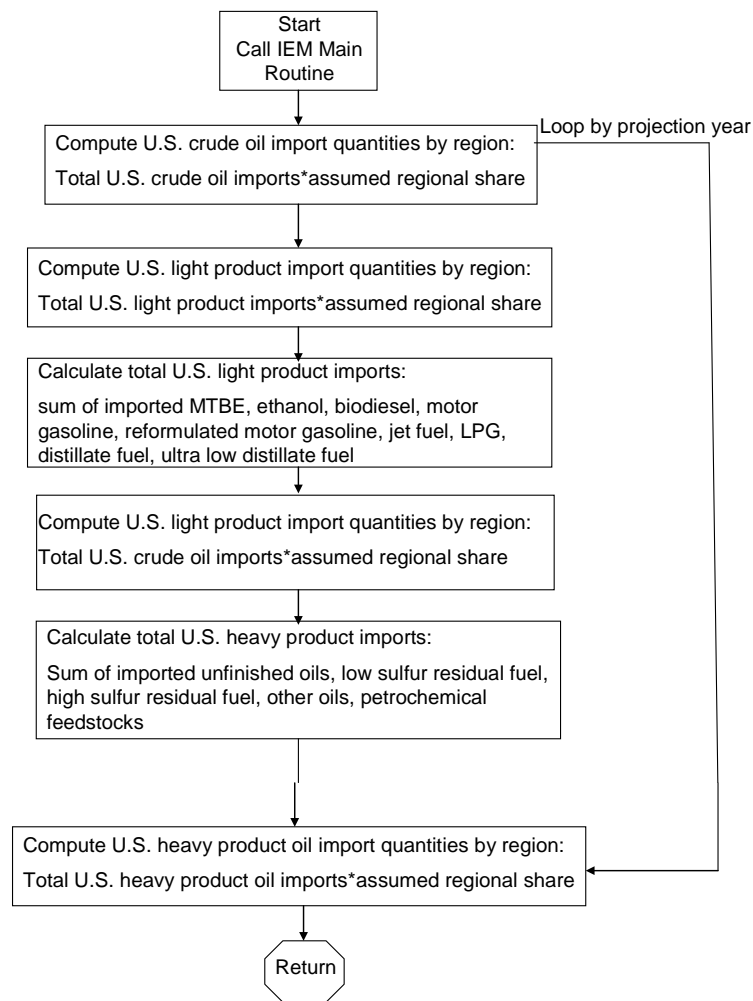 Start
Call IEM Main
Routine
Loop by projection year
Compute U.S. crude oil import quantities by region:
Total U.S. crude oil imports*assumed regional share
Compute U.S. light product import quantities by region:
Total U.S. light product imports*assumed regional share
Calculate total U.S. light product imports:
sum of imported MTBE, ethanol, biodiesel, motor
gasoline, reformulated motor gasoline, jet fuel, LPG,
distillate fuel, ultra low distillate fuel
Compute U.S. light product import quantities by region:
Total U.S. crude oil imports*assumed regional share
Calculate total U.S. heavy product imports:
Sum of imported unfinished oils, low sulfur residual fuel,
high sulfur residual fuel, other oils, petrochemical
feedstocks
Compute U.S. heavy product oil import quantities by region:
Total U.S. heavy product oil imports*assumed regional share
Return